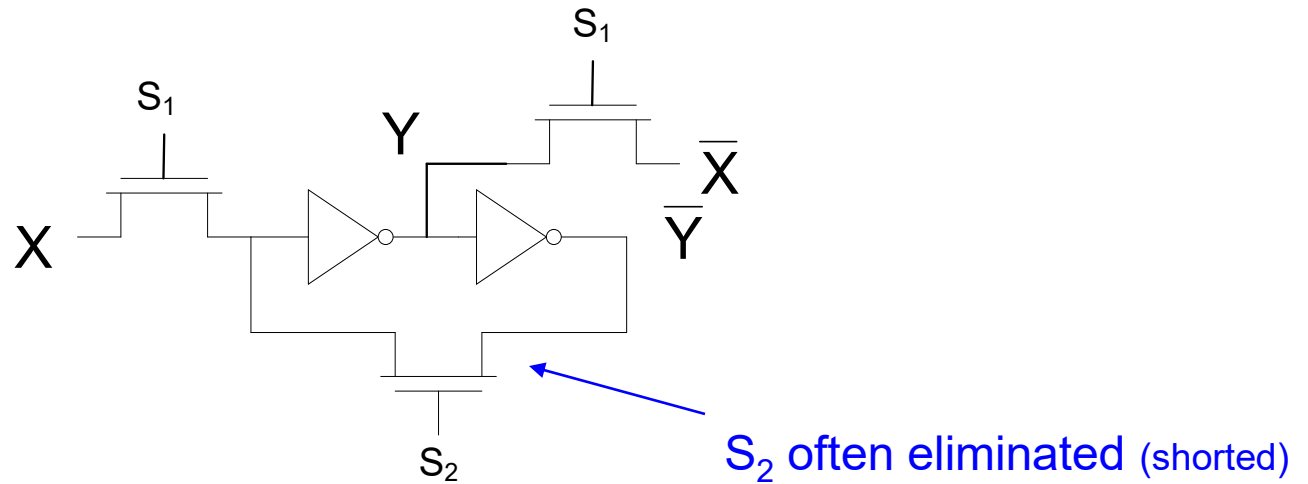 S₁
S₁
Y
X̅
X
Y̅
S₂
S₂ often eliminated (shorted)